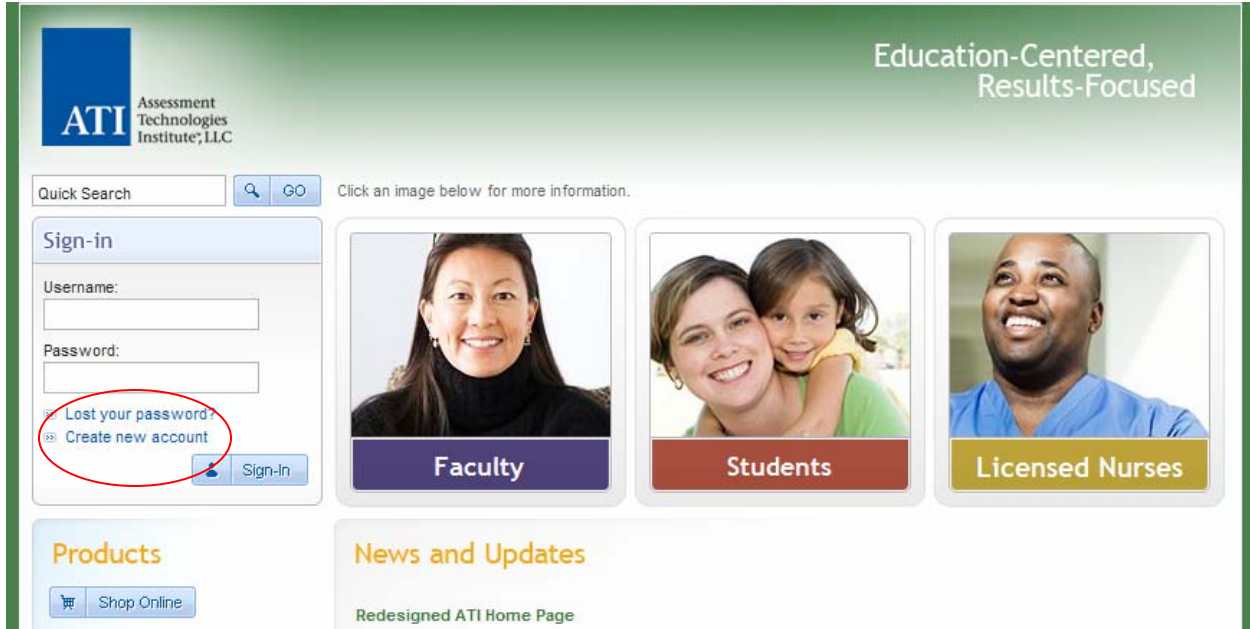 ATI
Assessment
Technologies
Institute™, LLC
Education-Centered,
Results-Focused
Quick Search
GO
Click an image below for more information.
Sign-in
Username:
Password:
Lost your password?
Create new account
Sign-In
Faculty
Students
Licensed Nurses
Products
Shop Online
News and Updates
Redesigned ATI Home Page